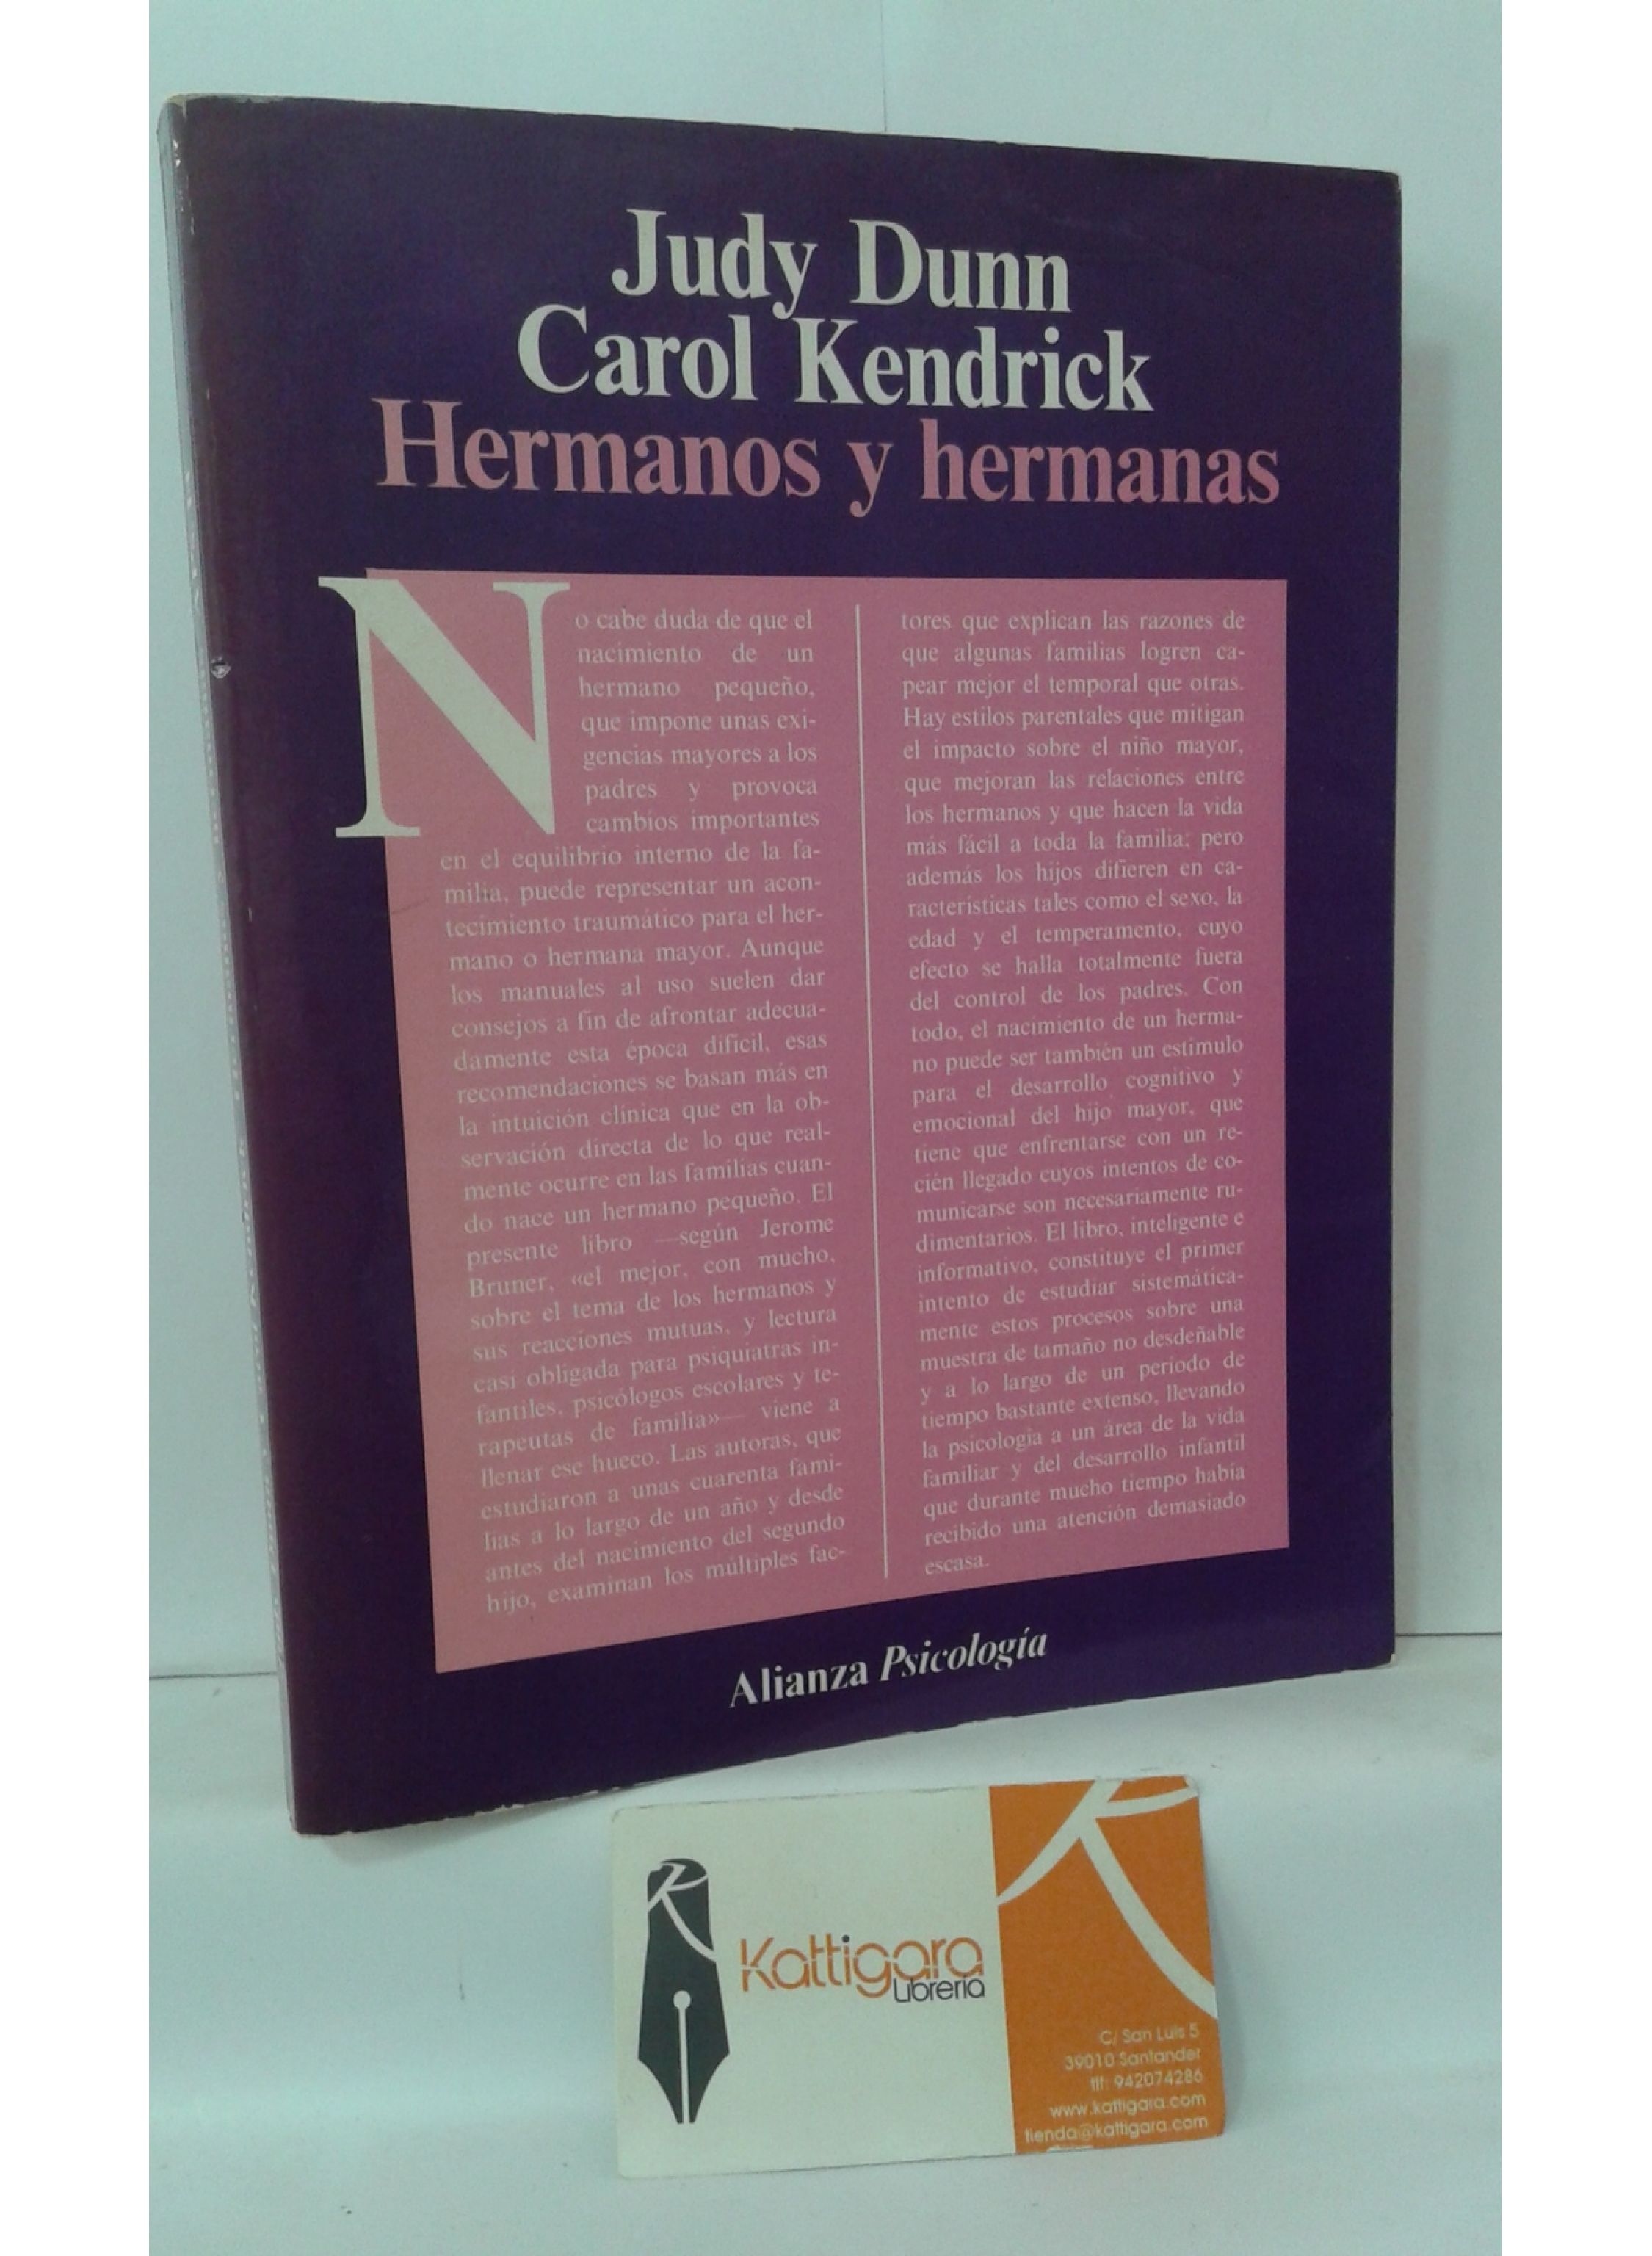 Judy Dunn
Carol Kendrick
Hermanos y hermanas
No cabe duda de que el
nacimiento de un
hermano pequeño,
que impone unas exi-
gencias mayores a los
padres y provoca
cambios importantes
en el equilibrio interno de la fa-
milia, puede representar un acon-
tecimiento traumático para el her-
mano o hermana mayor. Aunque
los manuales al uso suelen dar
consejos a fin de afrontar adecua-
damente esta época difícil, esas
recomendaciones se basan más en
la intuición clínica que en la ob-
servación directa de lo que real-
mente ocurre en las familias cuan-
do nace un hermano pequeño. El
presente libro —según Jerome
Bruner, «el mejor, con mucho,
sobre el tema de los hermanos y
sus reacciones mutuas, y lectura
casi obligada para psiquiatras in-
fantiles, psicólogos escolares y te-
rapeutas de familia»— viene a
llenar ese hueco. Las autoras, que
estudiaron a unas cuarenta fami-
lias a lo largo de un año y desde
antes del nacimiento del segundo
hijo, examinan los múltiples fac-
tores que explican las razones de
que algunas familias logren ca-
pear mejor el temporal que otras.
Hay estilos parentales que mitigan
el impacto sobre el niño mayor,
que mejoran las relaciones entre
los hermanos y que hacen la vida
más fácil a toda la familia; pero
además los hijos difieren en ca-
racterísticas tales como el sexo, la
edad y el temperamento, cuyo
efecto se halla totalmente fuera
del control de los padres. Con
todo, el nacimiento de un herma-
no puede ser también un estímulo
para el desarrollo cognitivo y
emocional del hijo mayor, que
tiene que enfrentarse con un re-
cién llegado cuyos intentos de co-
municarse son necesariamente ru-
dimentarios. El libro, inteligente e
informativo, constituye el primer
intento de estudiar sistemática-
mente estos procesos sobre una
muestra de tamaño no desdeñable
y a lo largo de un período de
tiempo bastante extenso, llevando
la psicología a un área de la vida
familiar y del desarrollo infantil
que durante mucho tiempo había
recibido una atención demasiado
escasa.
Alianza Psicología
Kattigara
Librería
C/ San Luis 5
39010 Santander
tlf: 942074286
www.kattigara.com
tienda@kattigara.com